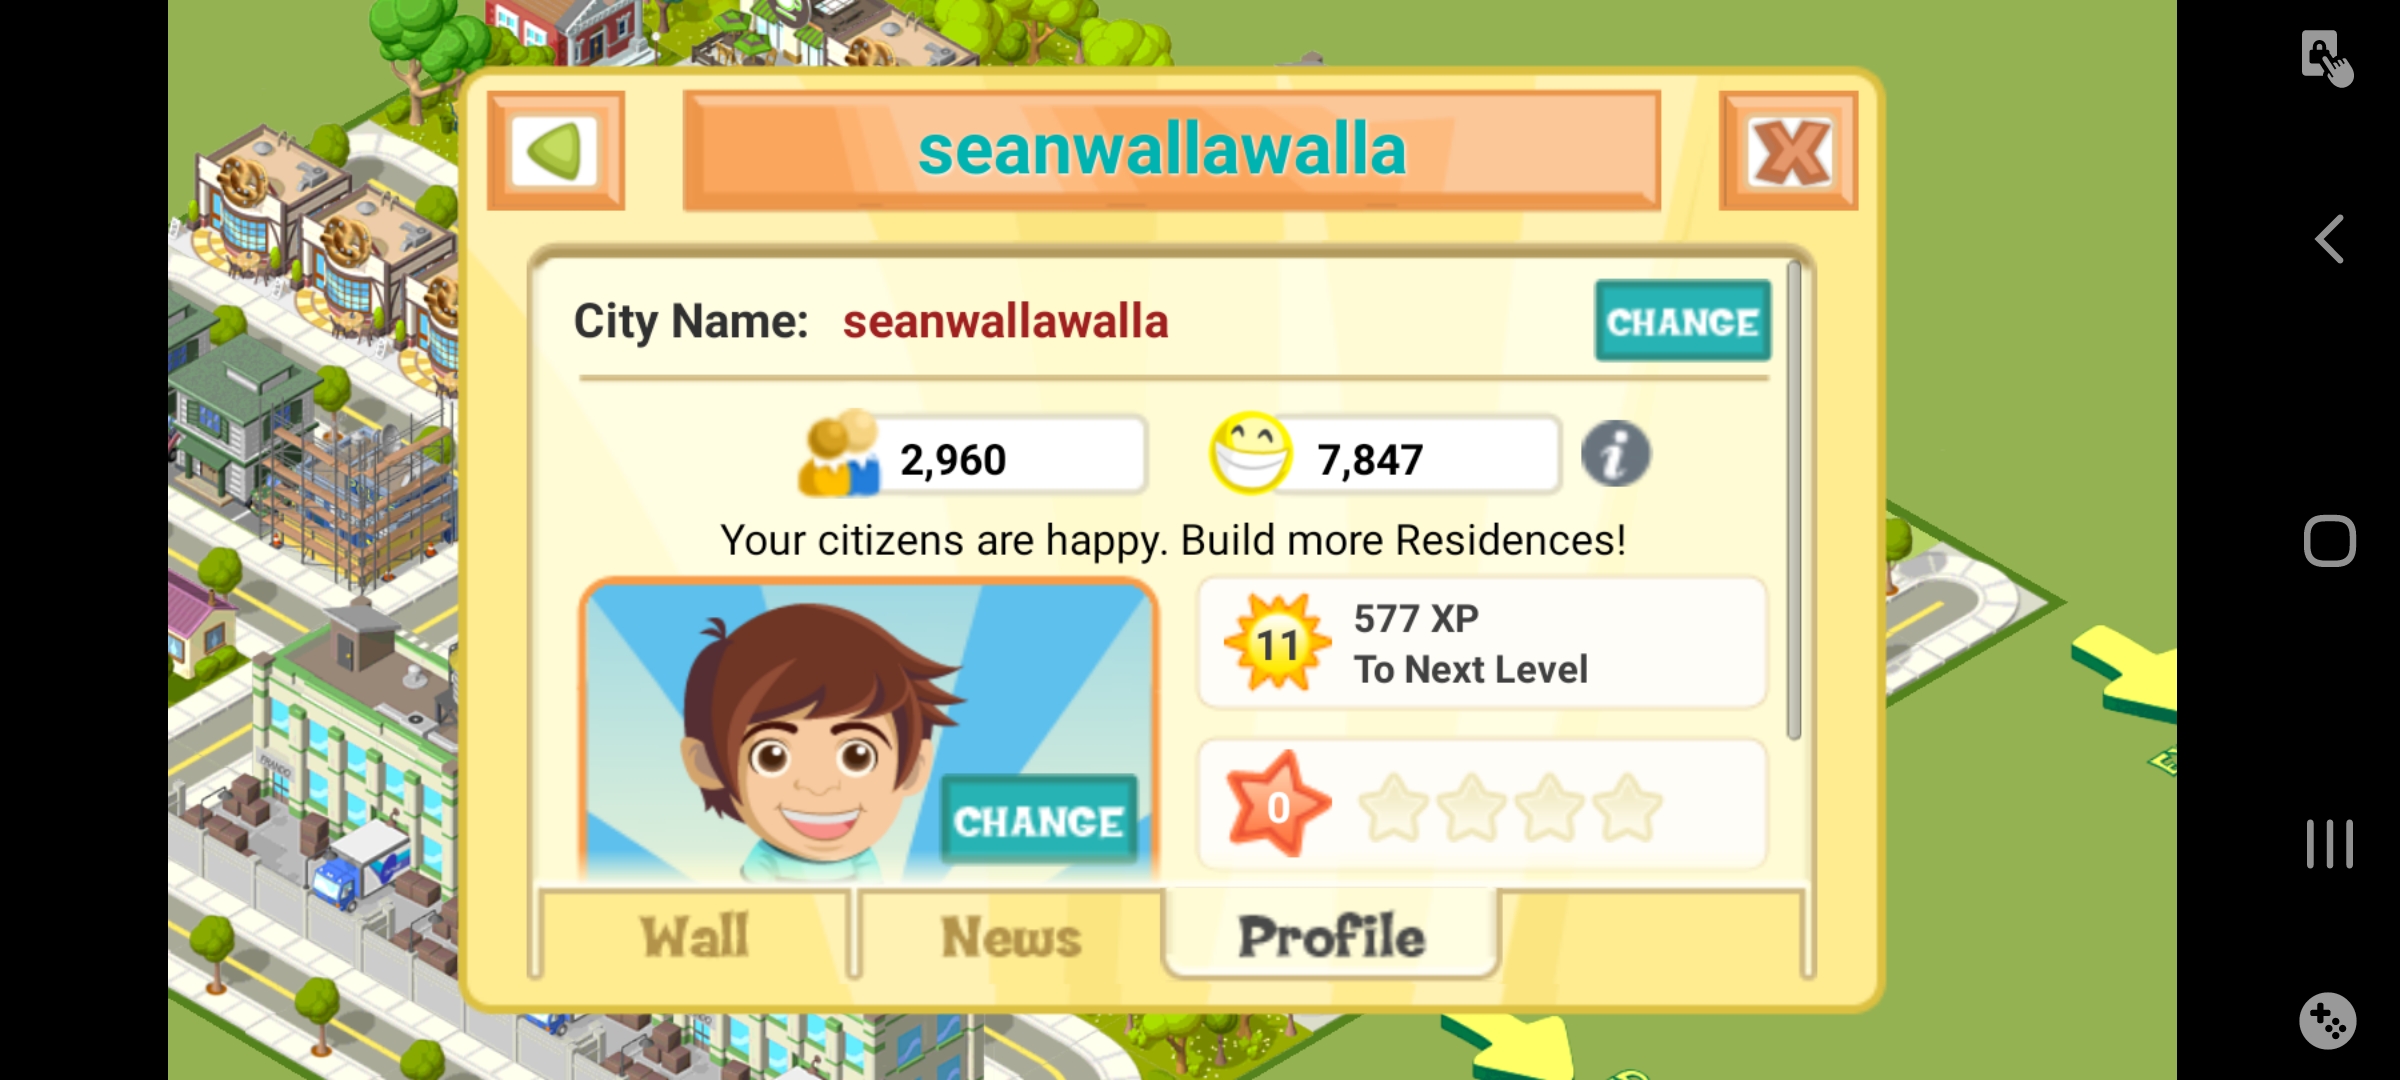 seanwallawalla
City Name: seanwallawalla
CHANGE
2,960
7,847
i
Your citizens are happy. Build more Residences!
11
577 XP
To Next Level
0
CHANGE
Wall
News
Profile